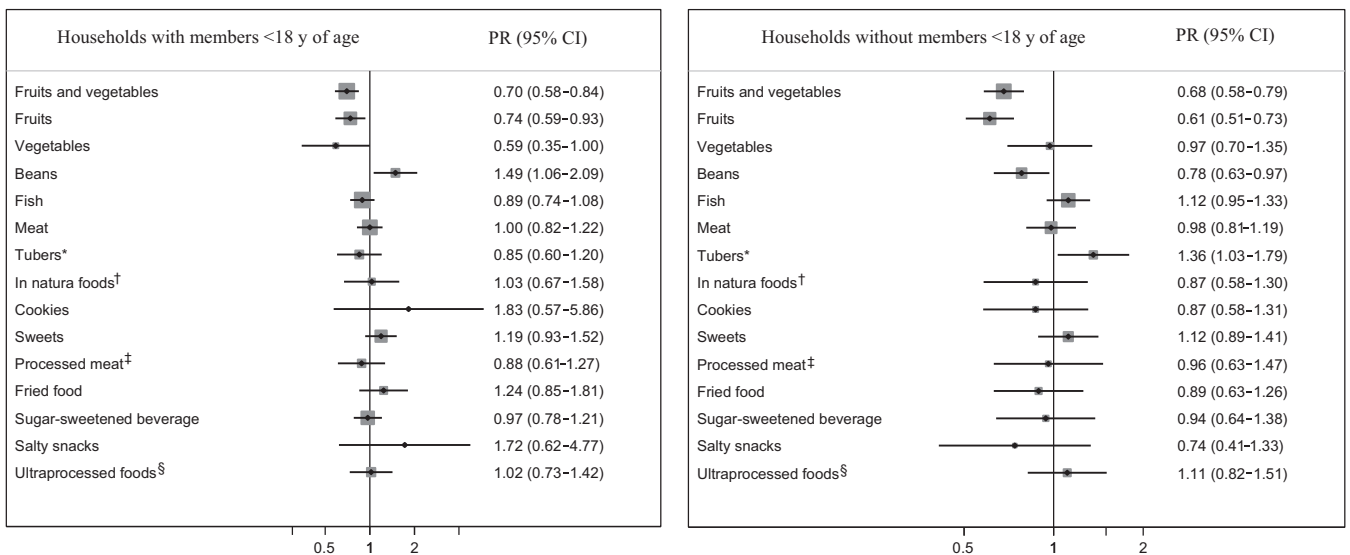 Households with members <18 y of age PR (95% CI)
Fruits and vegetables 0.70 (0.58–0.84)
Fruits 0.74 (0.59–0.93)
Vegetables 0.59 (0.35–1.00)
Beans 1.49 (1.06–2.09)
Fish 0.89 (0.74–1.08)
Meat 1.00 (0.82–1.22)
Tubers* 0.85 (0.60–1.20)
In natura foods† 1.03 (0.67–1.58)
Cookies 1.83 (0.57–5.86)
Sweets 1.19 (0.93–1.52)
Processed meat‡ 0.88 (0.61–1.27)
Fried food 1.24 (0.85–1.81)
Sugar-sweetened beverage 0.97 (0.78–1.21)
Salty snacks 1.72 (0.62–4.77)
Ultraprocessed foods§ 1.02 (0.73–1.42)
0.5 1 2
Households without members <18 y of age PR (95% CI)
Fruits and vegetables 0.68 (0.58–0.79)
Fruits 0.61 (0.51–0.73)
Vegetables 0.97 (0.70–1.35)
Beans 0.78 (0.63–0.97)
Fish 1.12 (0.95–1.33)
Meat 0.98 (0.81–1.19)
Tubers* 1.36 (1.03–1.79)
In natura foods† 0.87 (0.58–1.30)
Cookies 0.87 (0.58–1.31)
Sweets 1.12 (0.89–1.41)
Processed meat‡ 0.96 (0.63–1.47)
Fried food 0.89 (0.63–1.26)
Sugar-sweetened beverage 0.94 (0.64–1.38)
Salty snacks 0.74 (0.41–1.33)
Ultraprocessed foods§ 1.11 (0.82–1.51)
0.5 1 2